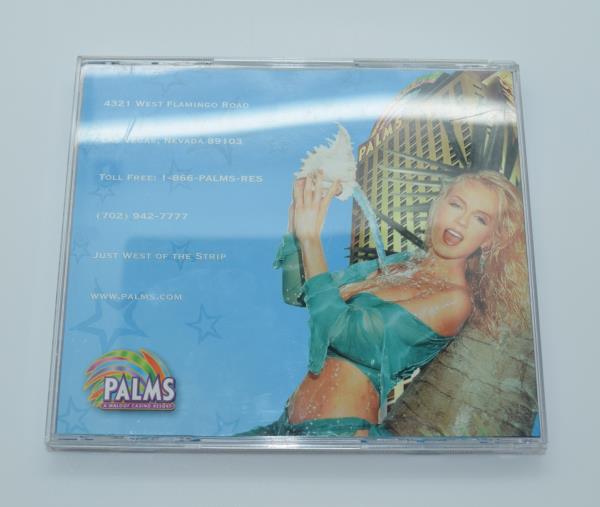 4321 West Flamingo Road
Las Vegas, Nevada 89103
Toll Free: 1-866-PALMS-RES
(702) 942-7777
Just West of the Strip
www.palms.com
PALMS
PALMS
A MALOOF CASINO RESORT